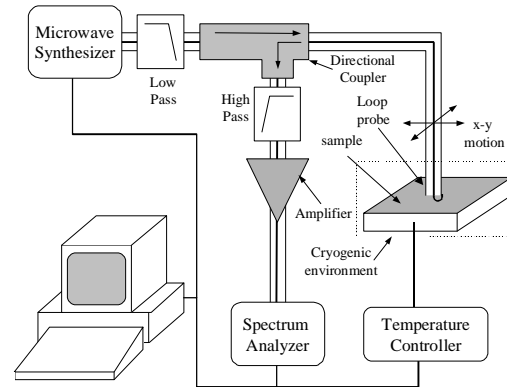 Microwave
Synthesizer
Low
Pass
Directional
Coupler
High
Pass
Loop
probe
x-y
motion
sample
Amplifier
Cryogenic
environment
Spectrum
Analyzer
Temperature
Controller